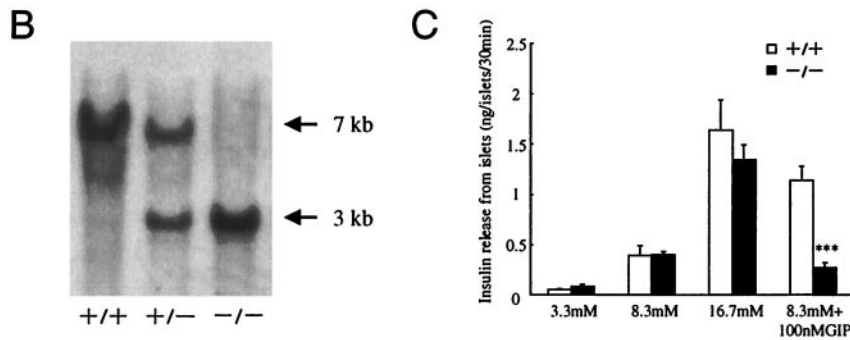 B
7 kb
3 kb
+/+ +/− −/−
C
Insulin release from islets (ng/islets/30min)
2.5
2
1.5
1
0.5
0
+/+
−/−
***
3.3mM 8.3mM 16.7mM 8.3mM+
100nMGIP